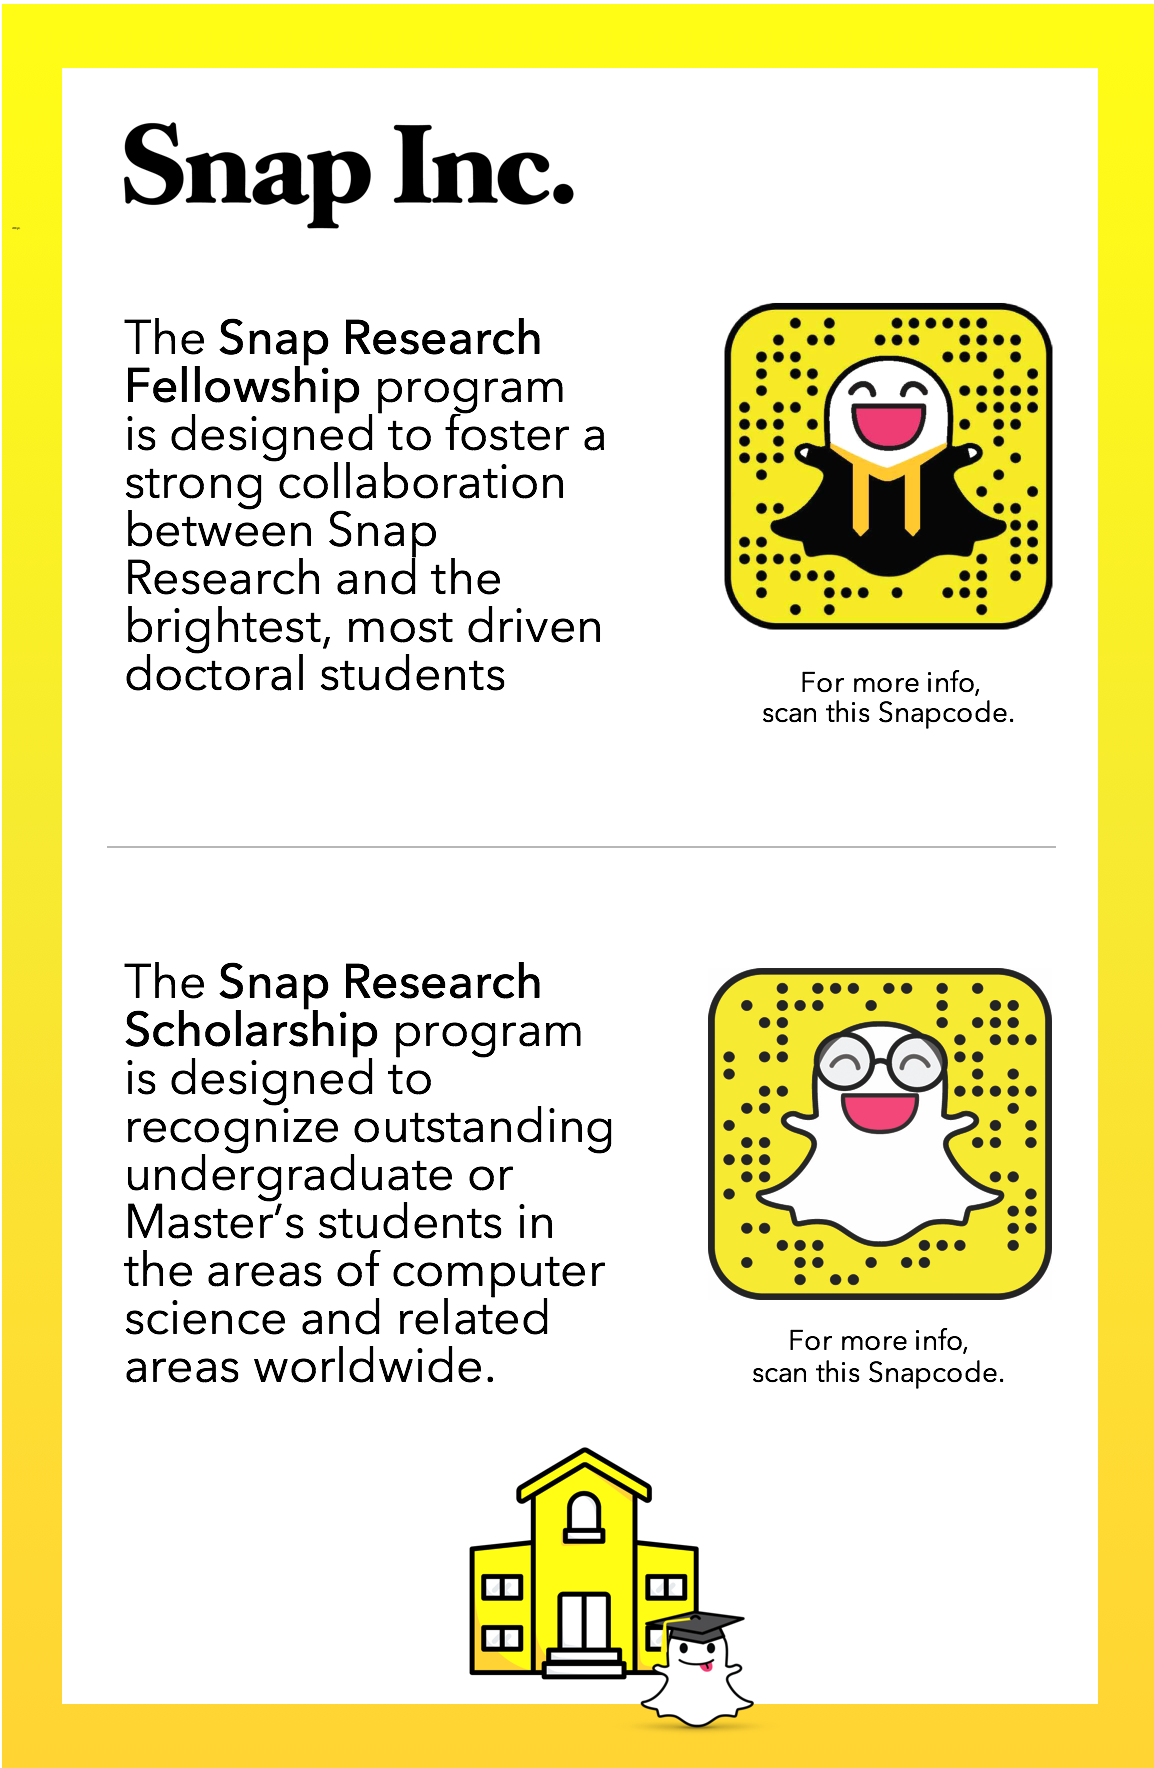 Snap Inc.
The Snap Research
Fellowship program
is designed to foster a
strong collaboration
between Snap
Research and the
brightest, most driven
doctoral students
For more info,
scan this Snapcode.
The Snap Research
Scholarship program
is designed to
recognize outstanding
undergraduate or
Master’s students in
the areas of computer
science and related
areas worldwide.
For more info,
scan this Snapcode.